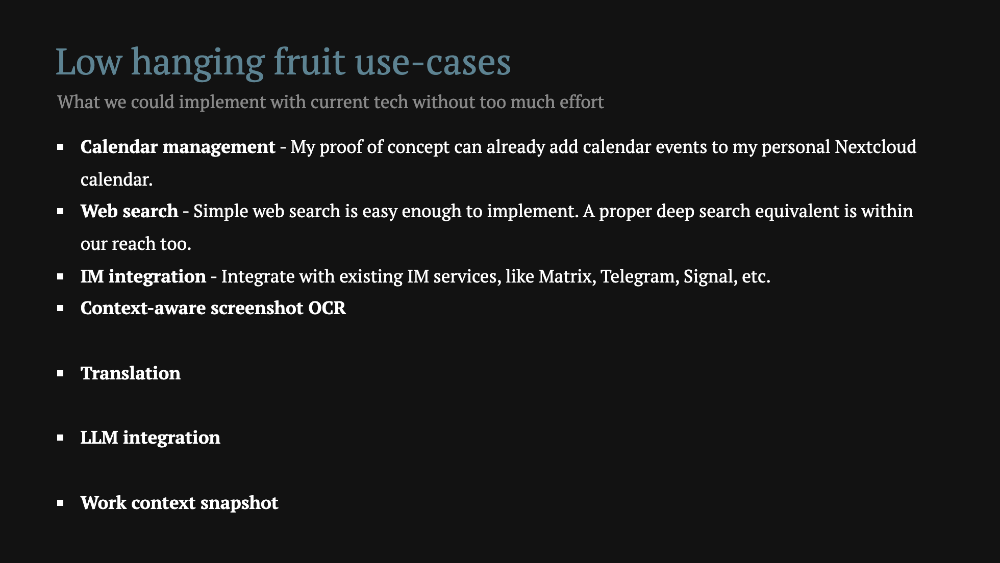 Low hanging fruit use-cases
What we could implement with current tech without too much effort
▪ Calendar management - My proof of concept can already add calendar events to my personal Nextcloud
calendar.
▪ Web search - Simple web search is easy enough to implement. A proper deep search equivalent is within
our reach too.
▪ IM integration - Integrate with existing IM services, like Matrix, Telegram, Signal, etc.
▪ Context-aware screenshot OCR
▪ Translation
▪ LLM integration
▪ Work context snapshot